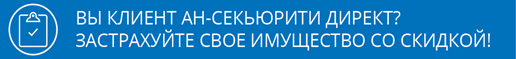 ВЫ КЛИЕНТ АН-СЕКЬЮРИТИ ДИРЕКТ?
ЗАСТРАХУЙТЕ СВОЕ ИМУЩЕСТВО СО СКИДКОЙ!